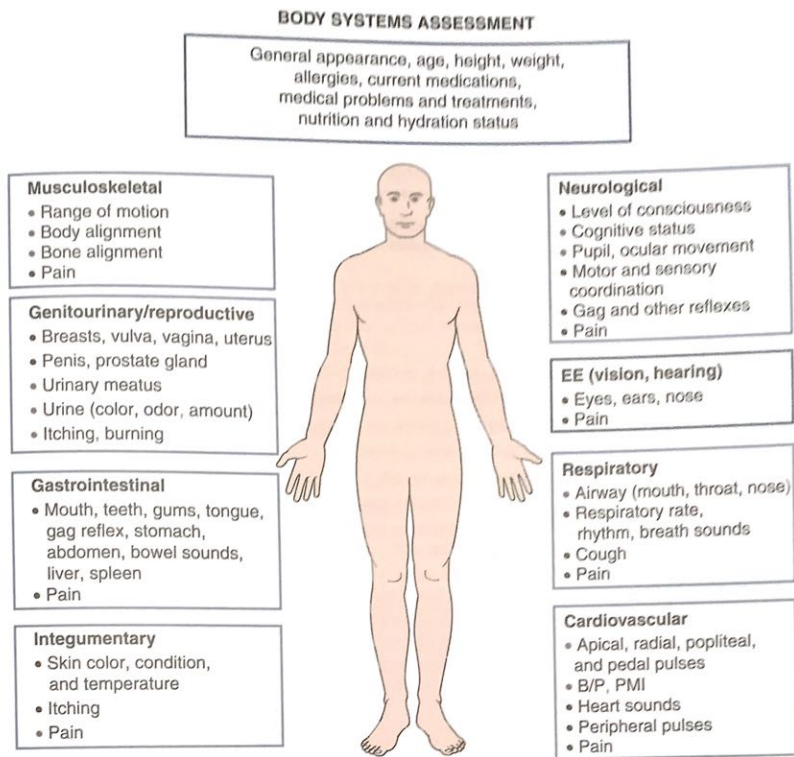 BODY SYSTEMS ASSESSMENT
General appearance, age, height, weight,
allergies, current medications,
medical problems and treatments,
nutrition and hydration status
Musculoskeletal
• Range of motion
• Body alignment
• Bone alignment
• Pain
Genitourinary/reproductive
• Breasts, vulva, vagina, uterus
• Penis, prostate gland
• Urinary meatus
• Urine (color, odor, amount)
• Itching, burning
Gastrointestinal
• Mouth, teeth, gums, tongue,
gag reflex, stomach,
abdomen, bowel sounds,
liver, spleen
• Pain
Integumentary
• Skin color, condition,
and temperature
• Itching
• Pain
Neurological
• Level of consciousness
• Cognitive status
• Pupil, ocular movement
• Motor and sensory
coordination
• Gag and other reflexes
• Pain
EE (vision, hearing)
• Eyes, ears, nose
• Pain
Respiratory
• Airway (mouth, throat, nose)
• Respiratory rate,
rhythm, breath sounds
• Cough
• Pain
Cardiovascular
• Apical, radial, popliteal,
and pedal pulses
• B/P, PMI
• Heart sounds
• Peripheral pulses
• Pain